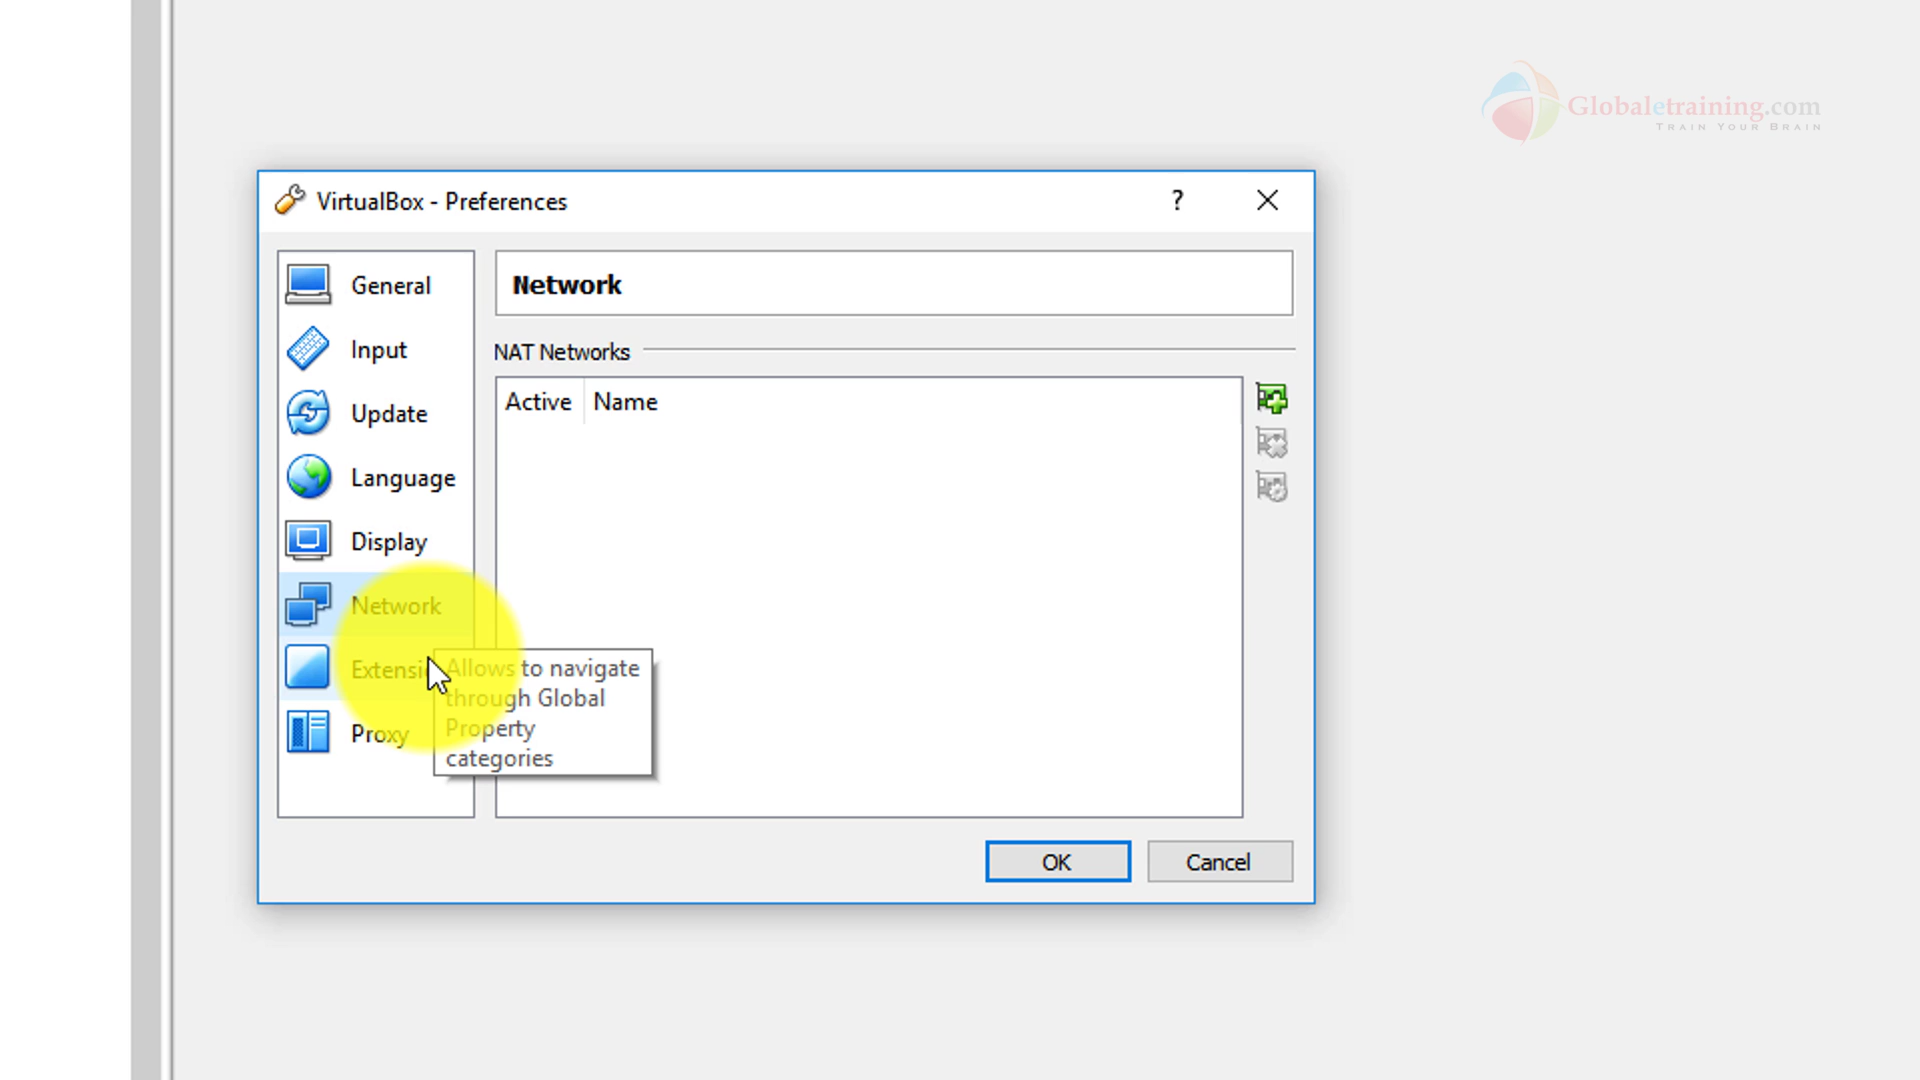 Globaletraining.com
TRAIN YOUR BRAIN
VirtualBox - Preferences
?
General
Input
Update
Language
Display
Network
Extensi
Proxy
Network
NAT Networks
Active Name
Allows to navigate
through Global
Property
categories
OK
Cancel